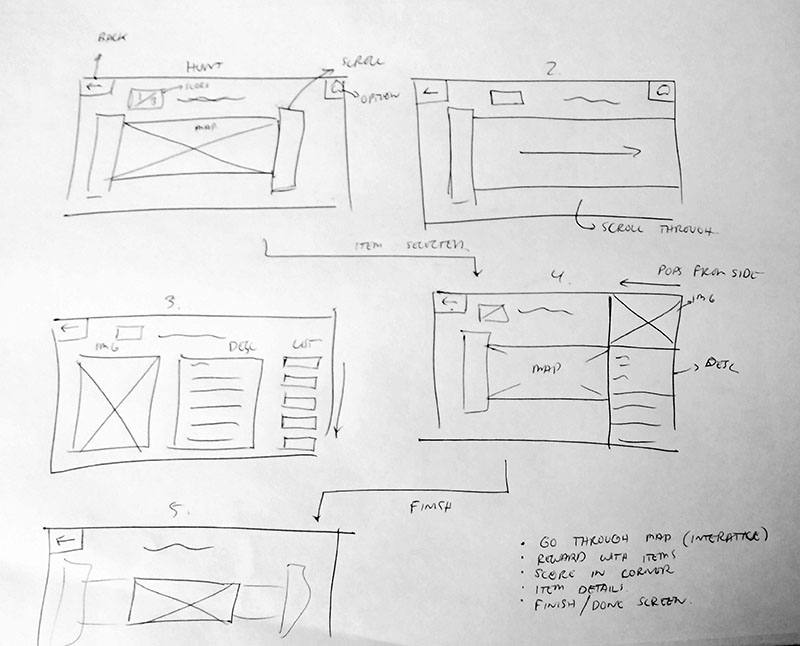 BACK
HUNT
SCROLL
SCORE
OPTION
MAP
2.
SCROLL THROUGH
ITEM SELECTED
3.
IMG
DESC
LIST
4.
POPS FROM SIDE
IMG
MAP
DESC
FINISH
5.
• GO THROUGH MAP (INTERATICE)
• REWARD WITH ITEMS
• SCORE IN CORNER
• ITEM DETAILS
• FINISH/DONE SCREEN.